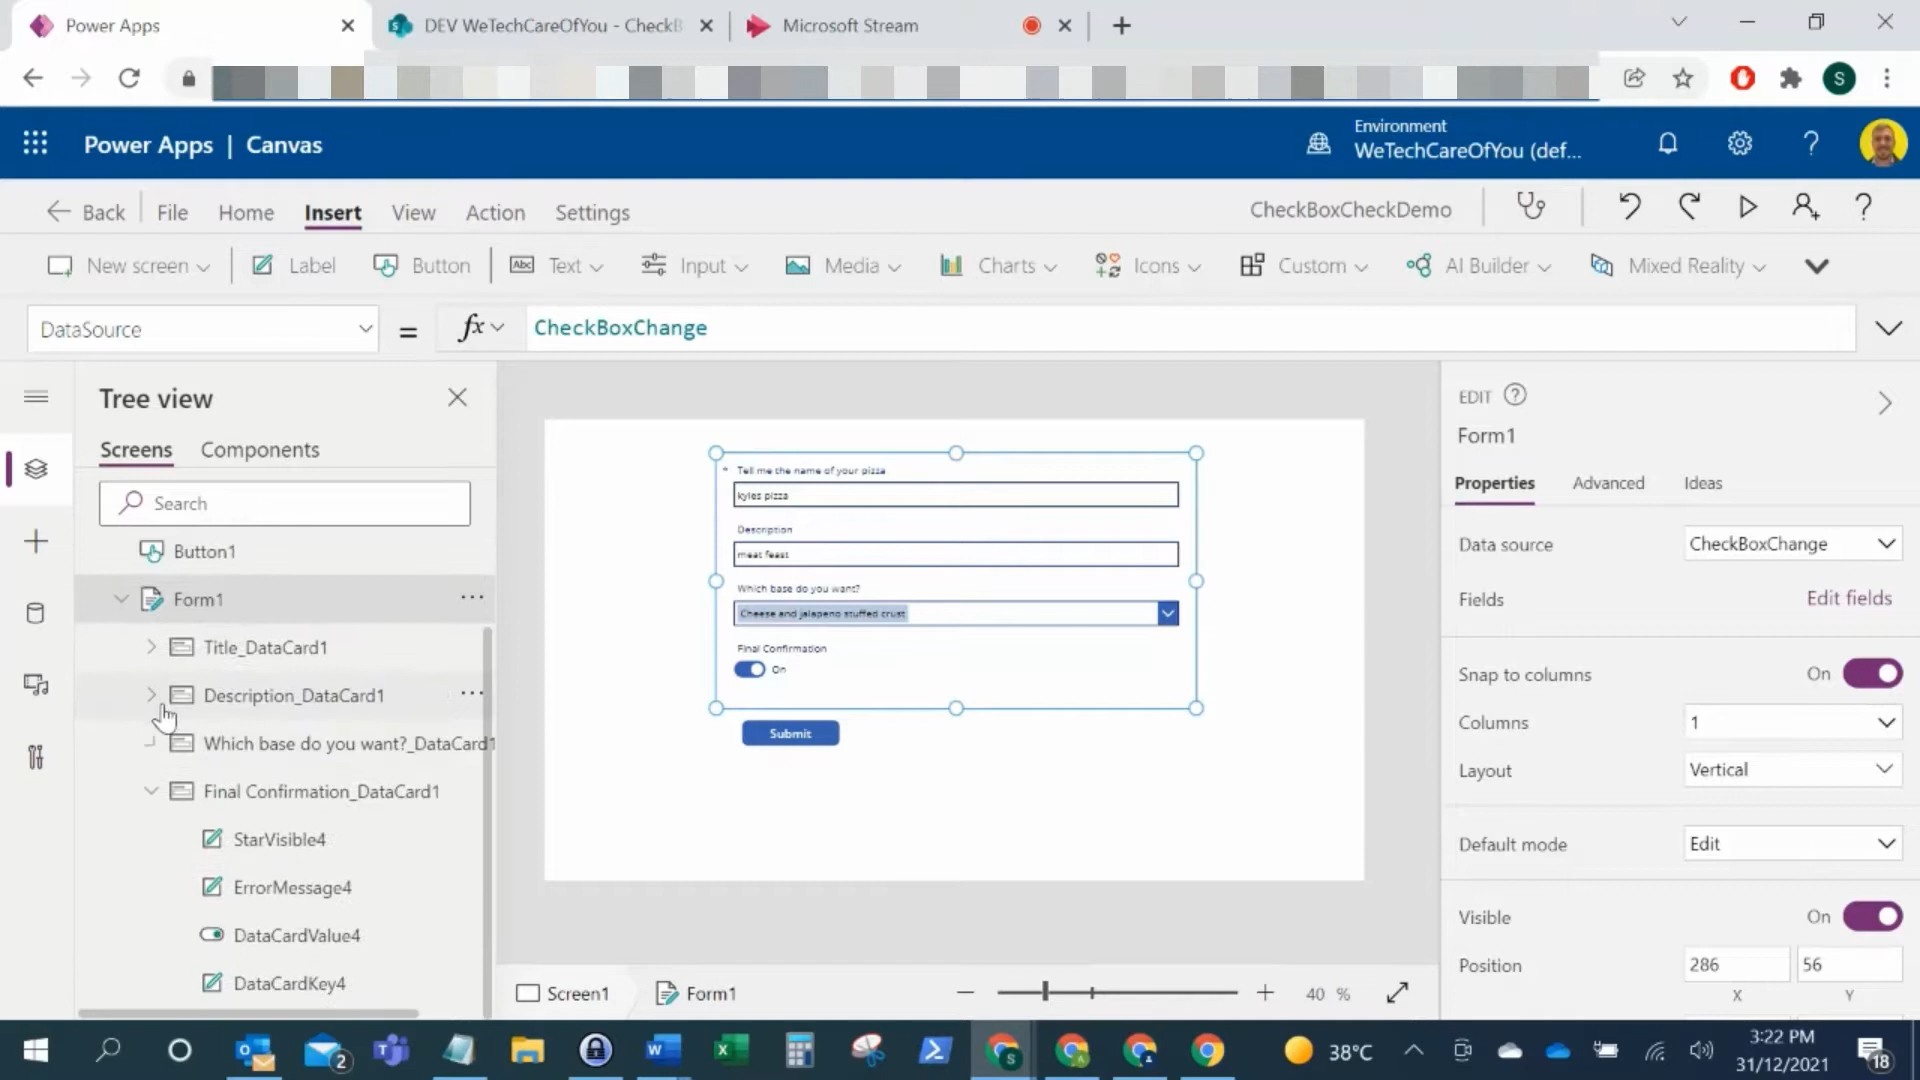 Power Apps
DEV WeTechCareOfYou - CheckB
Microsoft Stream
S
Power Apps | Canvas
Environment
WeTechCareOfYou (def...
Back
File
Home
Insert
View
Action
Settings
CheckBoxCheckDemo
New screen
Label
Button
Abc
Text
Input
Media
Charts
Icons
Custom
AI Builder
Mixed Reality
DataSource
=
fx
CheckBoxChange
Tree view
Screens
Components
Search
Button1
Form1
Title_DataCard1
Description_DataCard1
Which base do you want?_DataCard1
Final Confirmation_DataCard1
StarVisible4
ErrorMessage4
DataCardValue4
DataCardKey4
* Tell me the name of your pizza
kyles pizza
Description
meat feast
Which base do you want?
Cheese and jalapeno stuffed crust
Final Confirmation
On
Submit
Screen1
Form1
40 %
EDIT
Form1
Properties
Advanced
Ideas
Data source
CheckBoxChange
Fields
Edit fields
Snap to columns
On
Columns
1
Layout
Vertical
Default mode
Edit
Visible
On
Position
286
56
X
Y
2
38°C
3:22 PM
31/12/2021
18